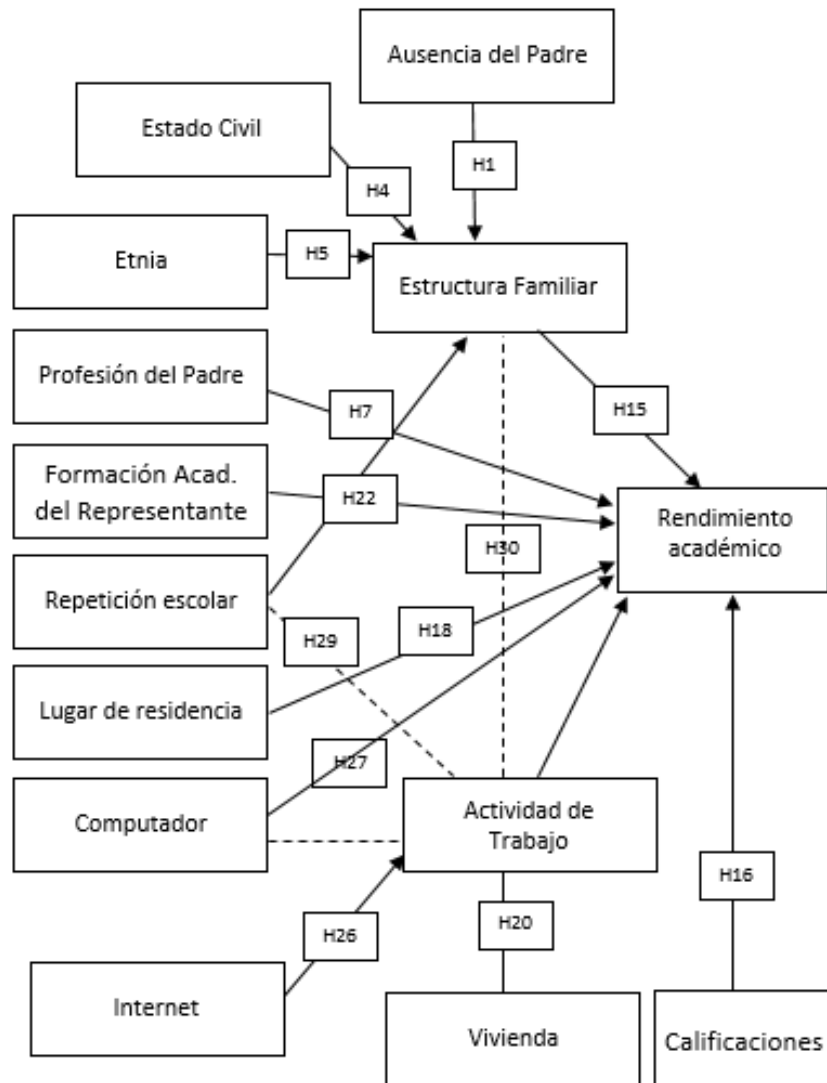 Ausencia del Padre
Estado Civil
H1
H4
Etnia
H5
Estructura Familiar
Profesión del Padre
H7
H15
Formación Acad.
del Representante
H22
Rendimiento
académico
H30
Repetición escolar
H18
H29
Lugar de residencia
H27
Computador
Actividad de
Trabajo
H16
H26
H20
Internet
Vivienda
Calificaciones